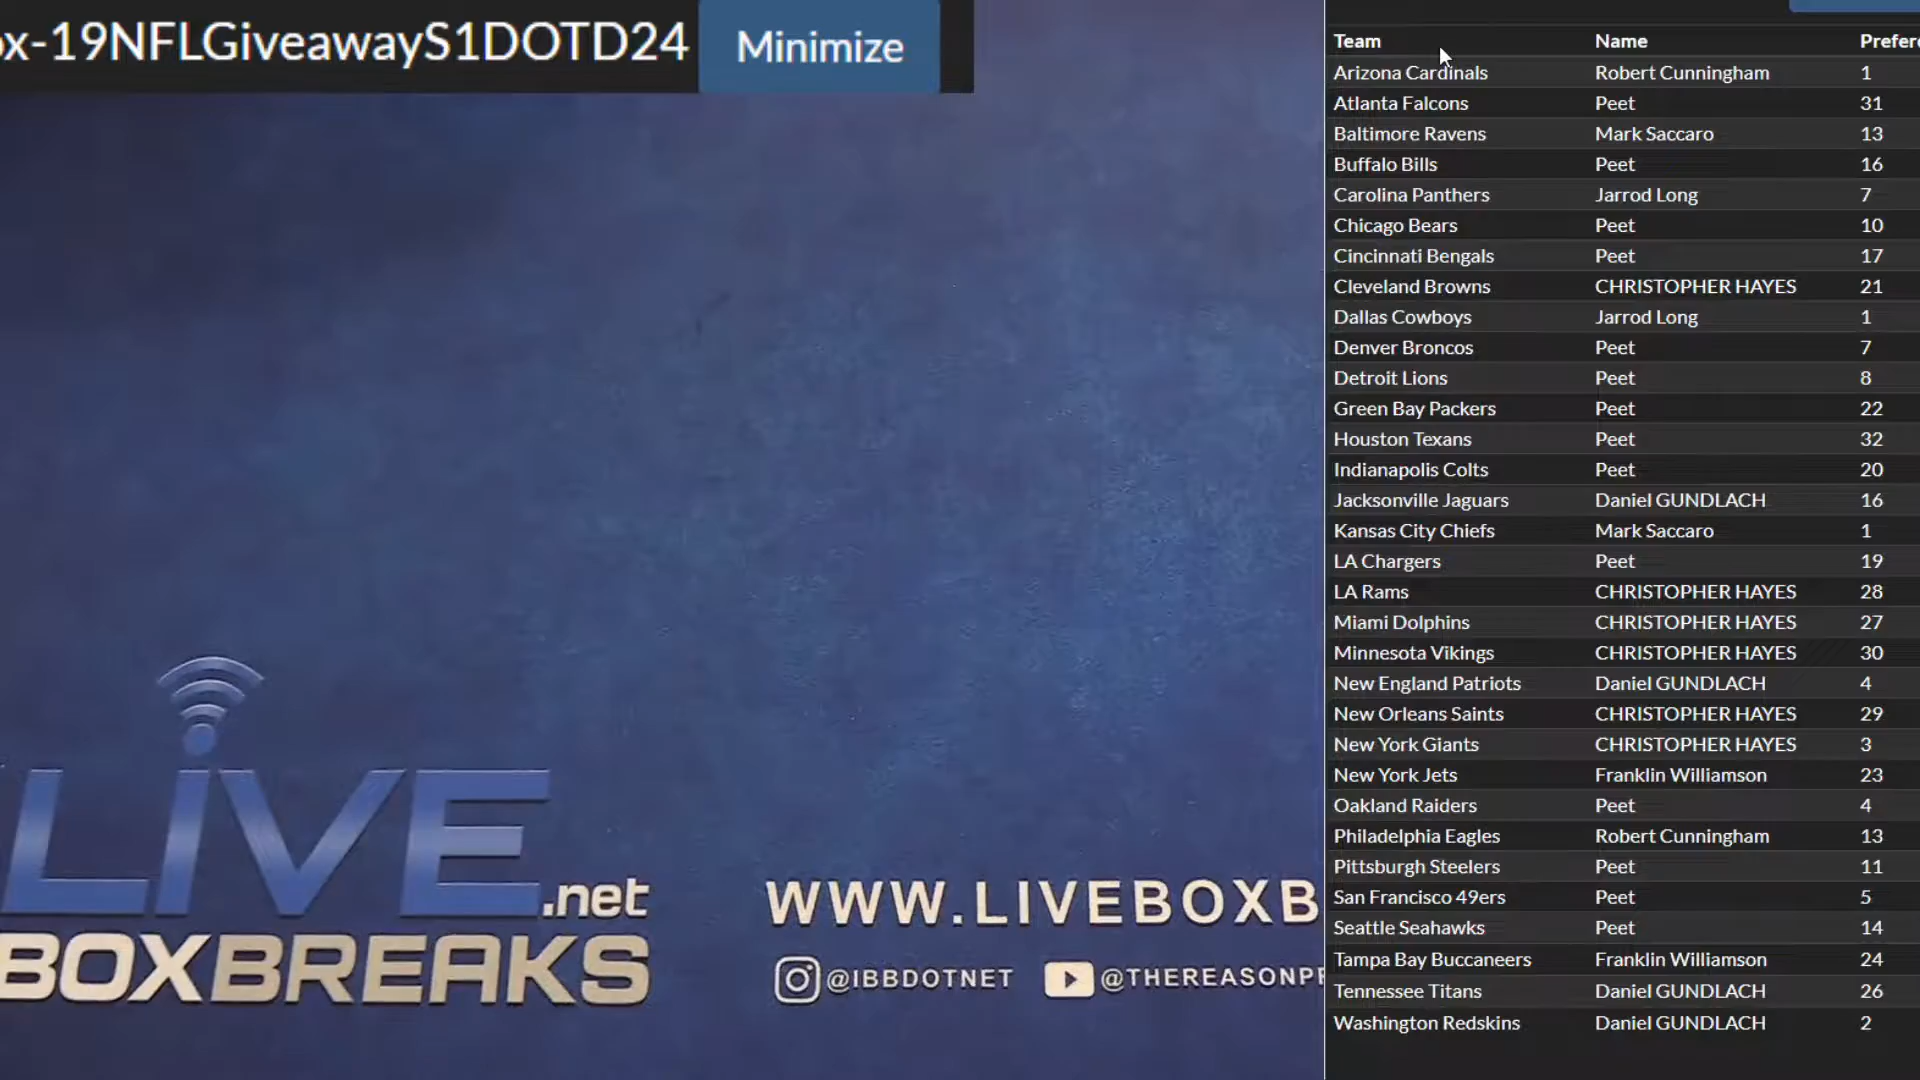 ox-19NFLGiveawayS1DOTD24 Minimize
LIVE.net
BOXBREAKS
WWW.LIVEBOXB
@IBBDOTNET @THEREASONPR
Team Name Prefere
Arizona Cardinals Robert Cunningham 1
Atlanta Falcons Peet 31
Baltimore Ravens Mark Saccaro 13
Buffalo Bills Peet 16
Carolina Panthers Jarrod Long 7
Chicago Bears Peet 10
Cincinnati Bengals Peet 17
Cleveland Browns CHRISTOPHER HAYES 21
Dallas Cowboys Jarrod Long 1
Denver Broncos Peet 7
Detroit Lions Peet 8
Green Bay Packers Peet 22
Houston Texans Peet 32
Indianapolis Colts Peet 20
Jacksonville Jaguars Daniel GUNDLACH 16
Kansas City Chiefs Mark Saccaro 1
LA Chargers Peet 19
LA Rams CHRISTOPHER HAYES 28
Miami Dolphins CHRISTOPHER HAYES 27
Minnesota Vikings CHRISTOPHER HAYES 30
New England Patriots Daniel GUNDLACH 4
New Orleans Saints CHRISTOPHER HAYES 29
New York Giants CHRISTOPHER HAYES 3
New York Jets Franklin Williamson 23
Oakland Raiders Peet 4
Philadelphia Eagles Robert Cunningham 13
Pittsburgh Steelers Peet 11
San Francisco 49ers Peet 5
Seattle Seahawks Peet 14
Tampa Bay Buccaneers Franklin Williamson 24
Tennessee Titans Daniel GUNDLACH 26
Washington Redskins Daniel GUNDLACH 2